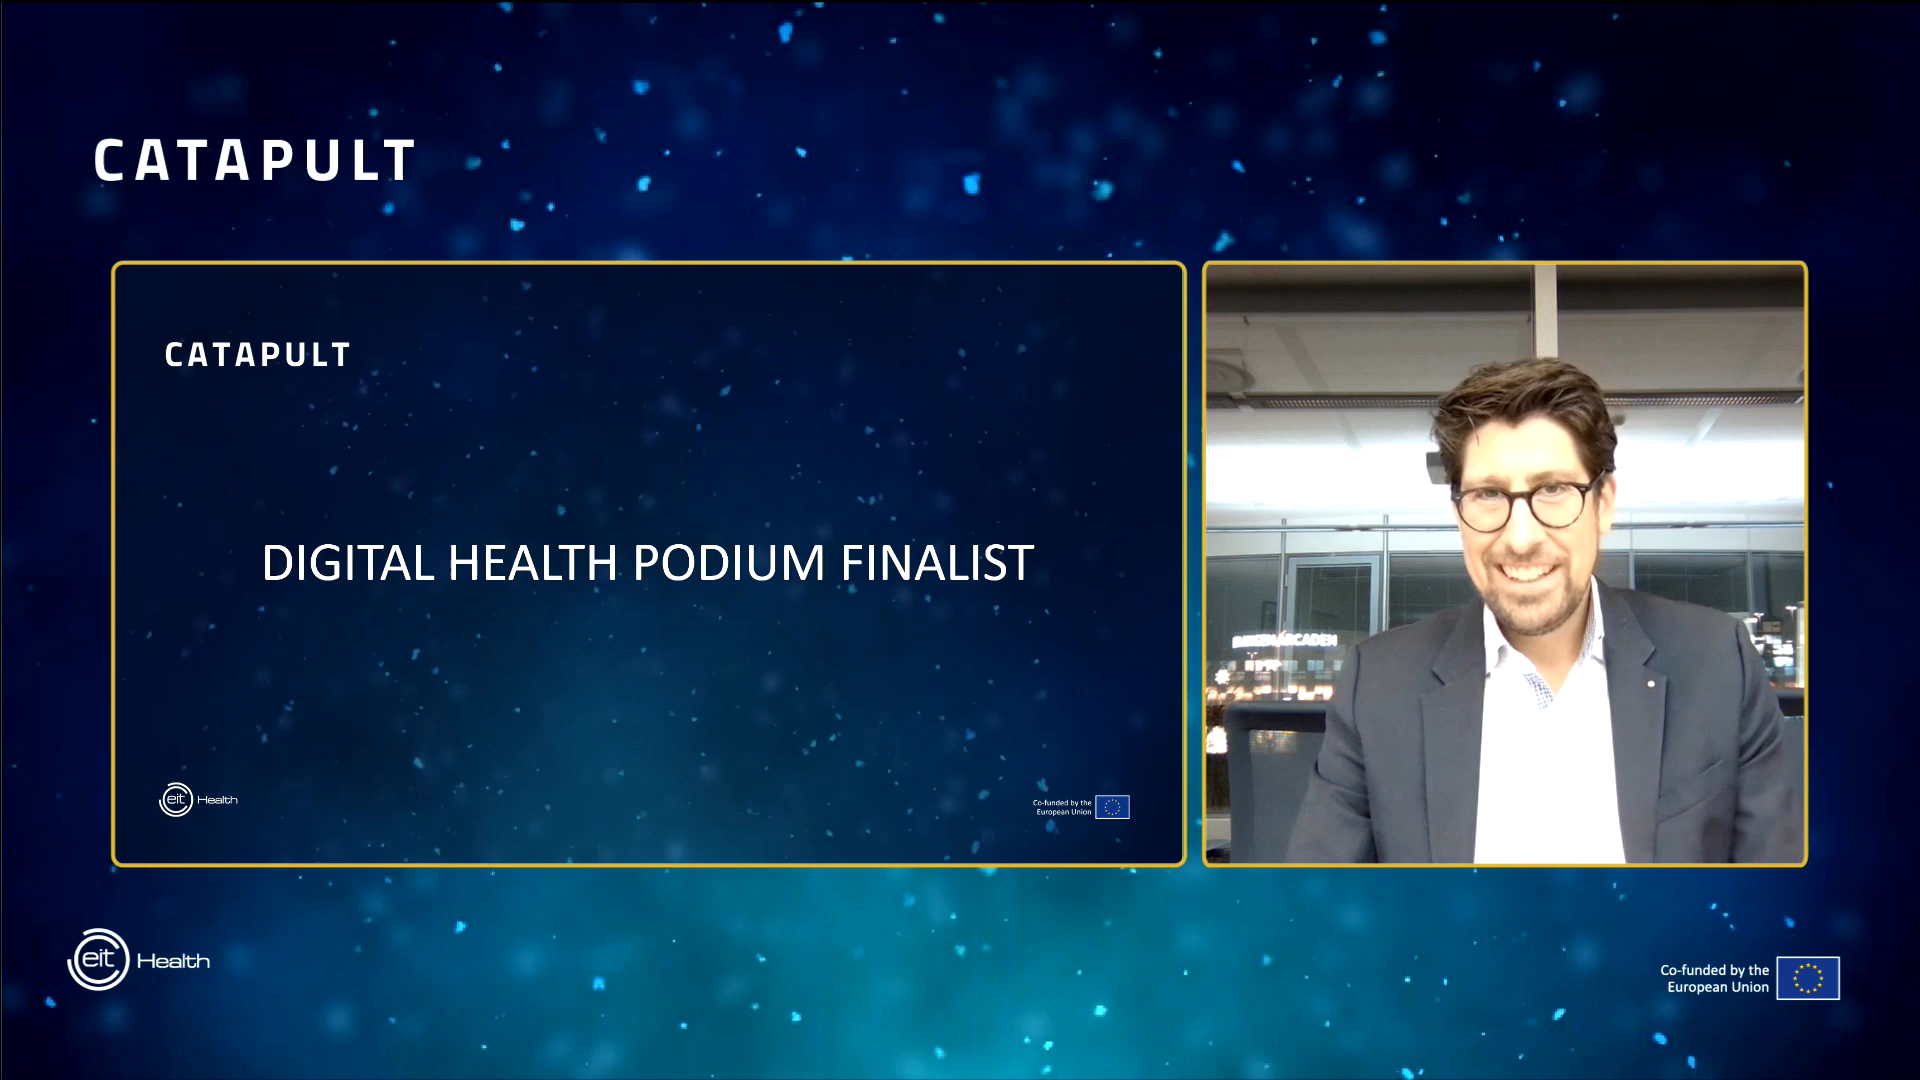 CATAPULT
CATAPULT
DIGITAL HEALTH PODIUM FINALIST
eit Health
Co-funded by the
European Union
eit Health
Co-funded by the
European Union